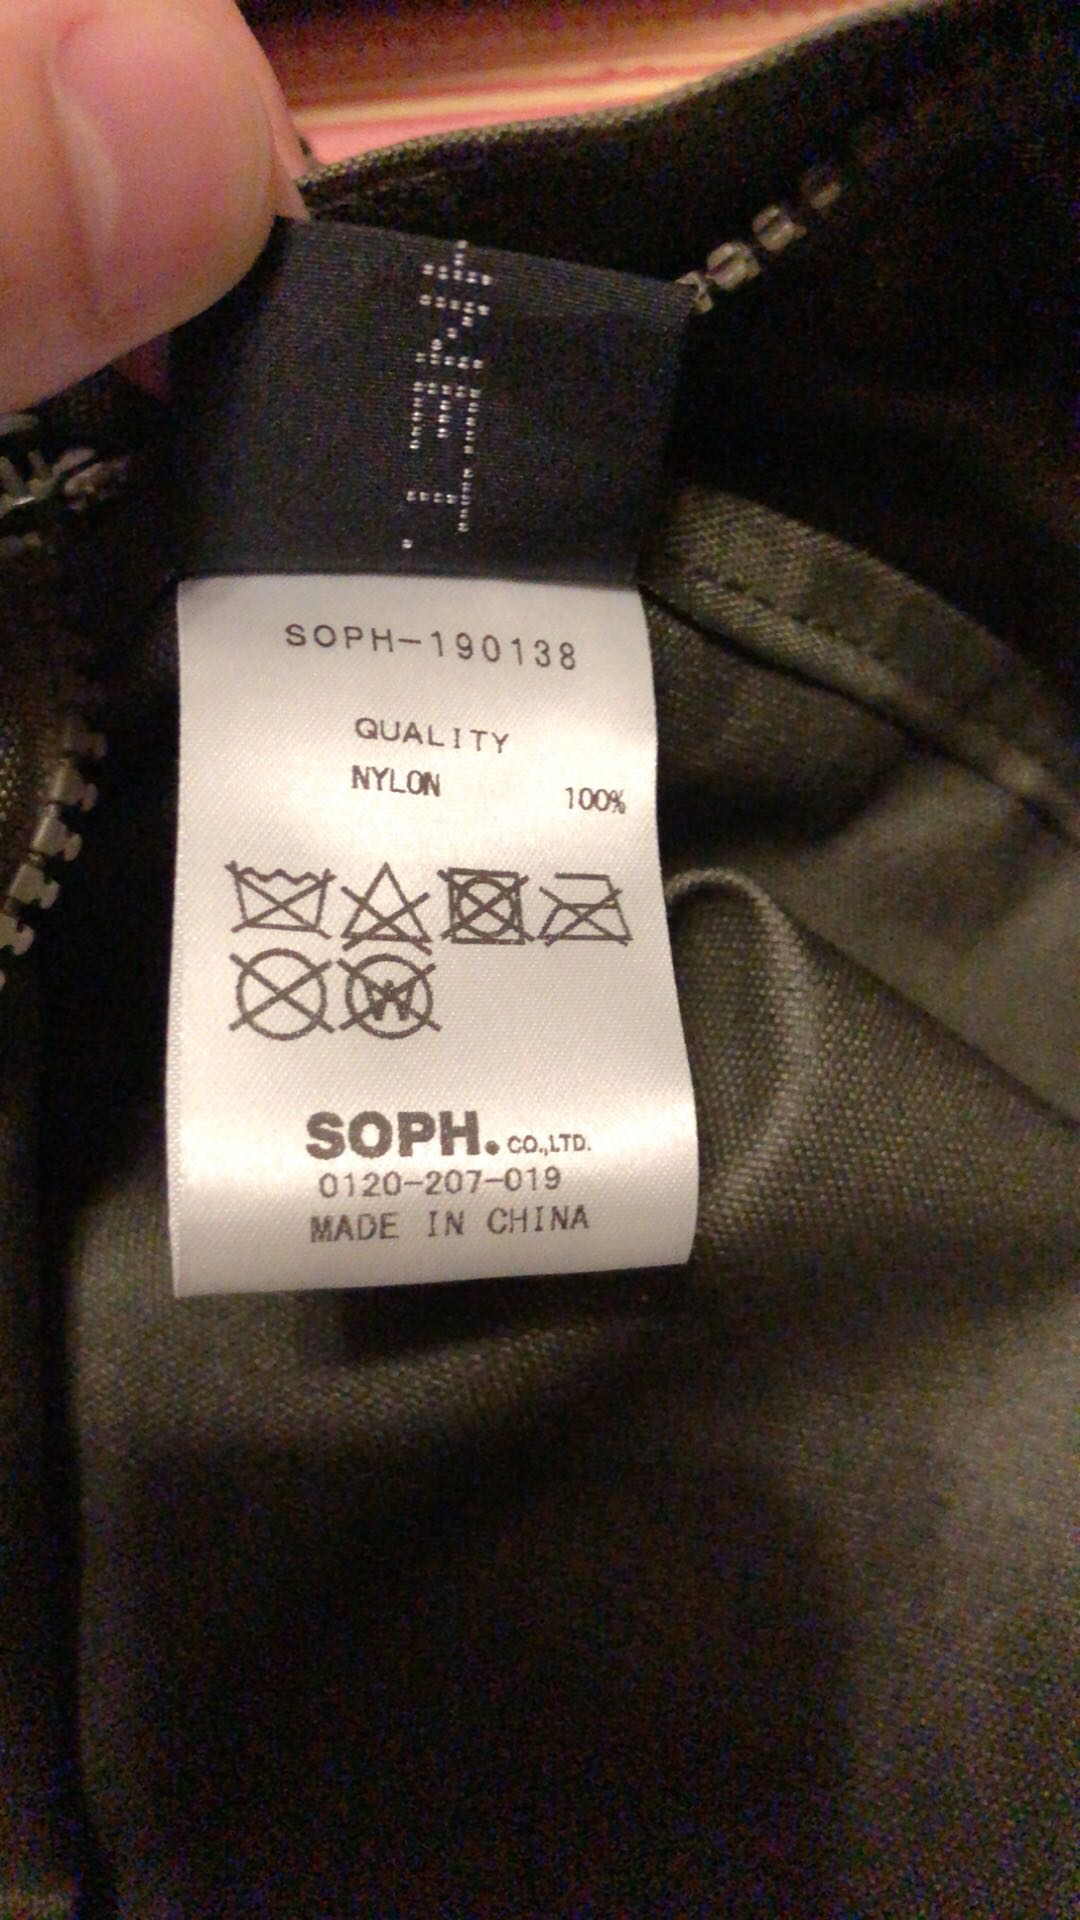 SOPH-190138
QUALITY
NYLON 100%
W
SOPH. CO.,LTD.
0120-207-019
MADE IN CHINA